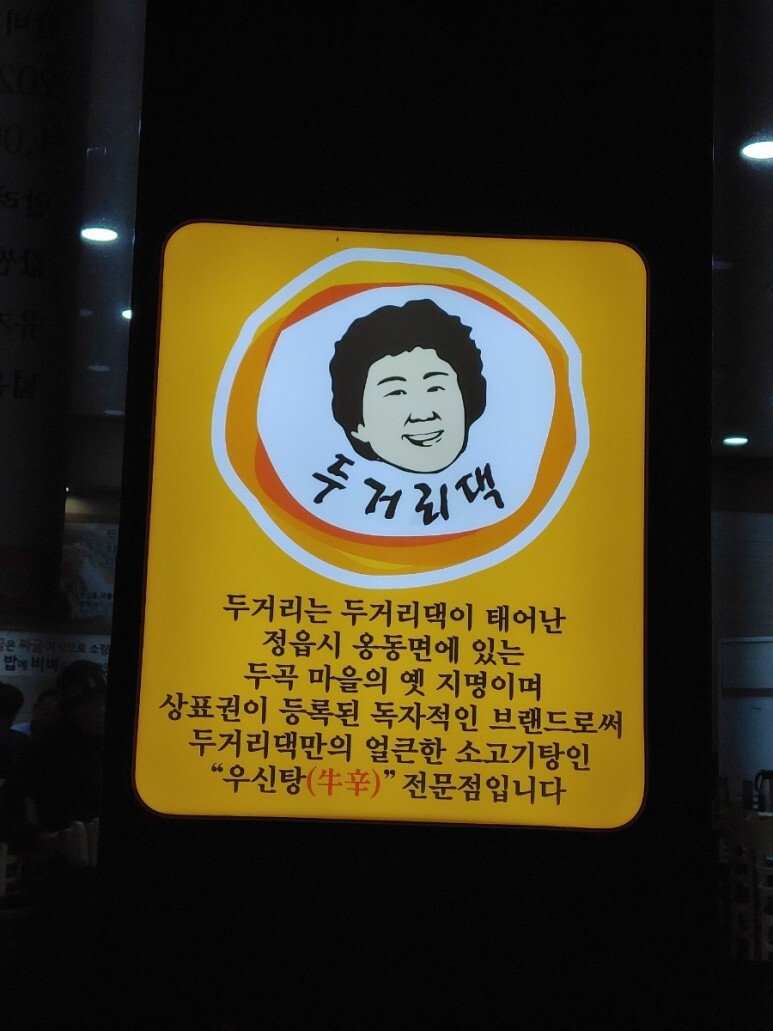 두거리댁
두거리는 두거리댁이 태어난
정읍시 옹동면에 있는
두곡 마을의 옛 지명이며
상표권이 등록된 독자적인 브랜드로써
두거리댁만의 얼큰한 소고기탕인
“우신탕(牛辛)” 전문점입니다
밥에 비벼